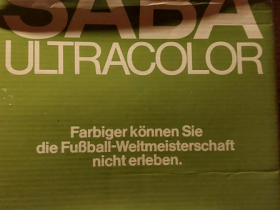 SABA
ULTRACOLOR
Farbiger können Sie
die Fußball-Weltmeisterschaft
nicht erleben.